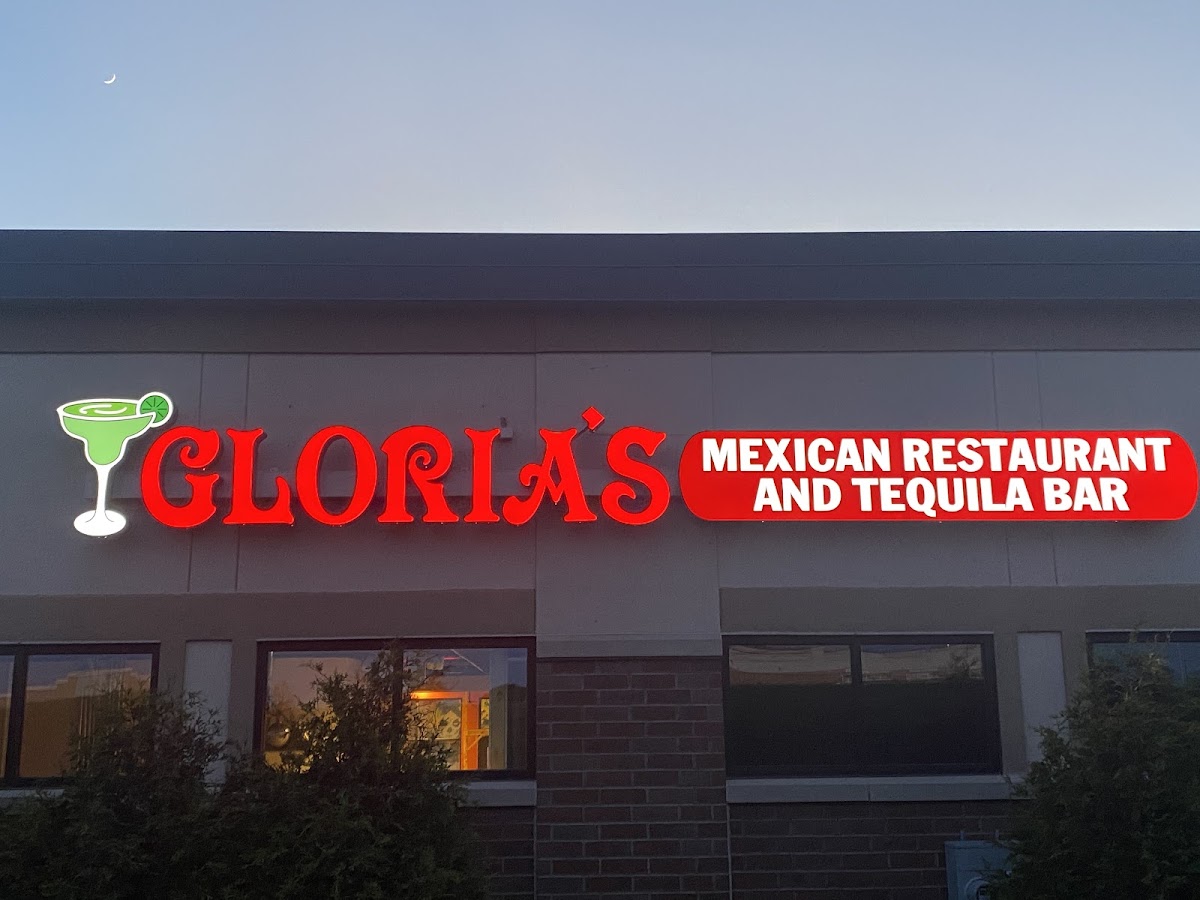 GLORIA'S
MEXICAN RESTAURANT
AND TEQUILA BAR